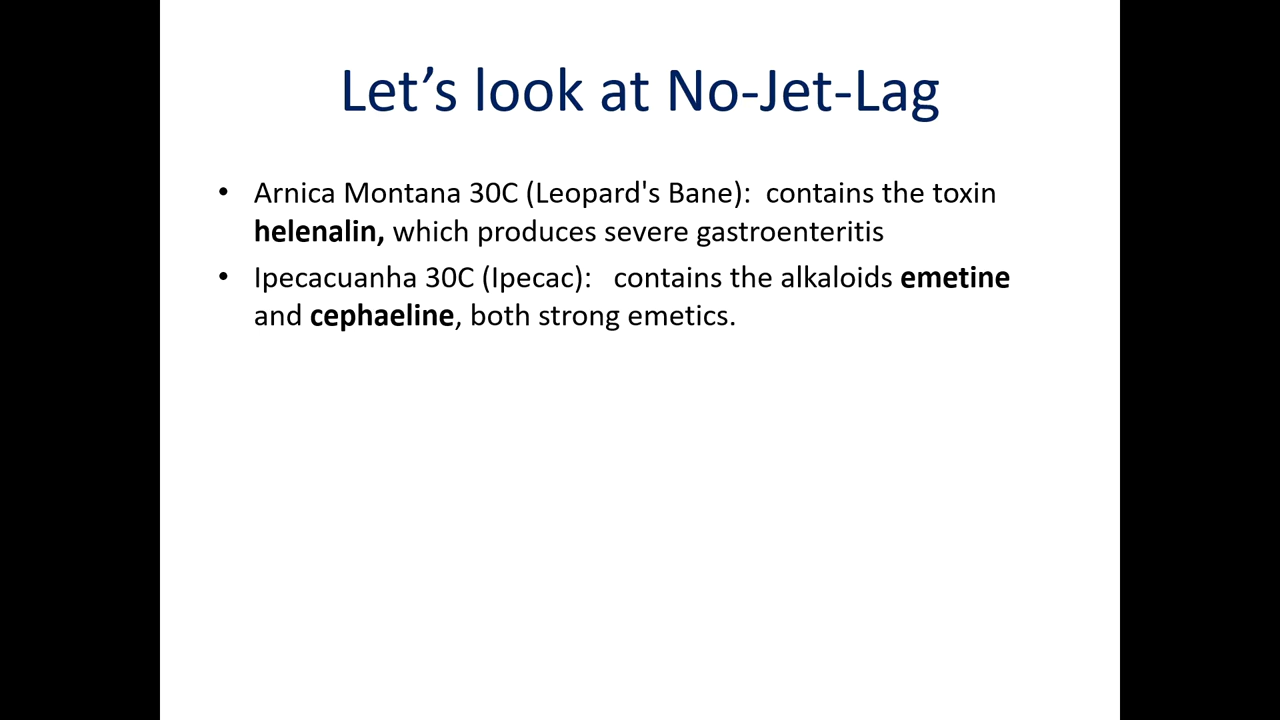 Let’s look at No-Jet-Lag
• Arnica Montana 30C (Leopard's Bane):  contains the toxin
helenalin, which produces severe gastroenteritis
• Ipecacuanha 30C (Ipecac):   contains the alkaloids emetine
and cephaeline, both strong emetics.